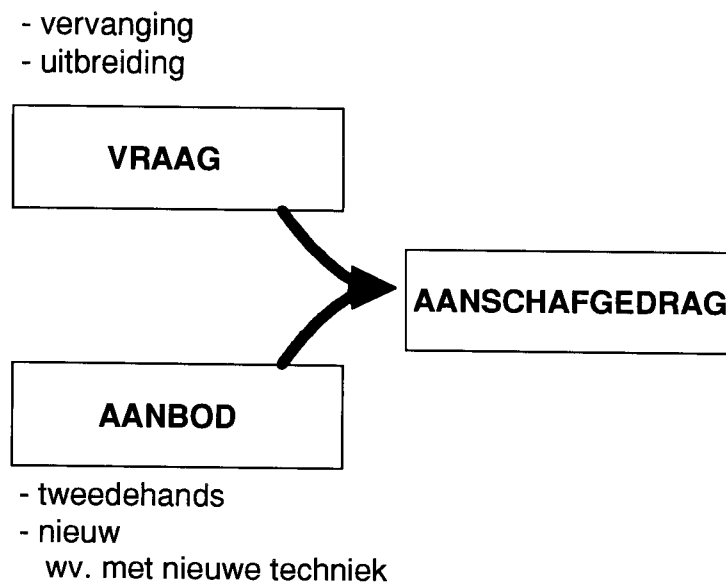 - vervanging
- uitbreiding
VRAAG
AANSCHAFGEDRAG
AANBOD
- tweedehands
- nieuw
wv. met nieuwe techniek